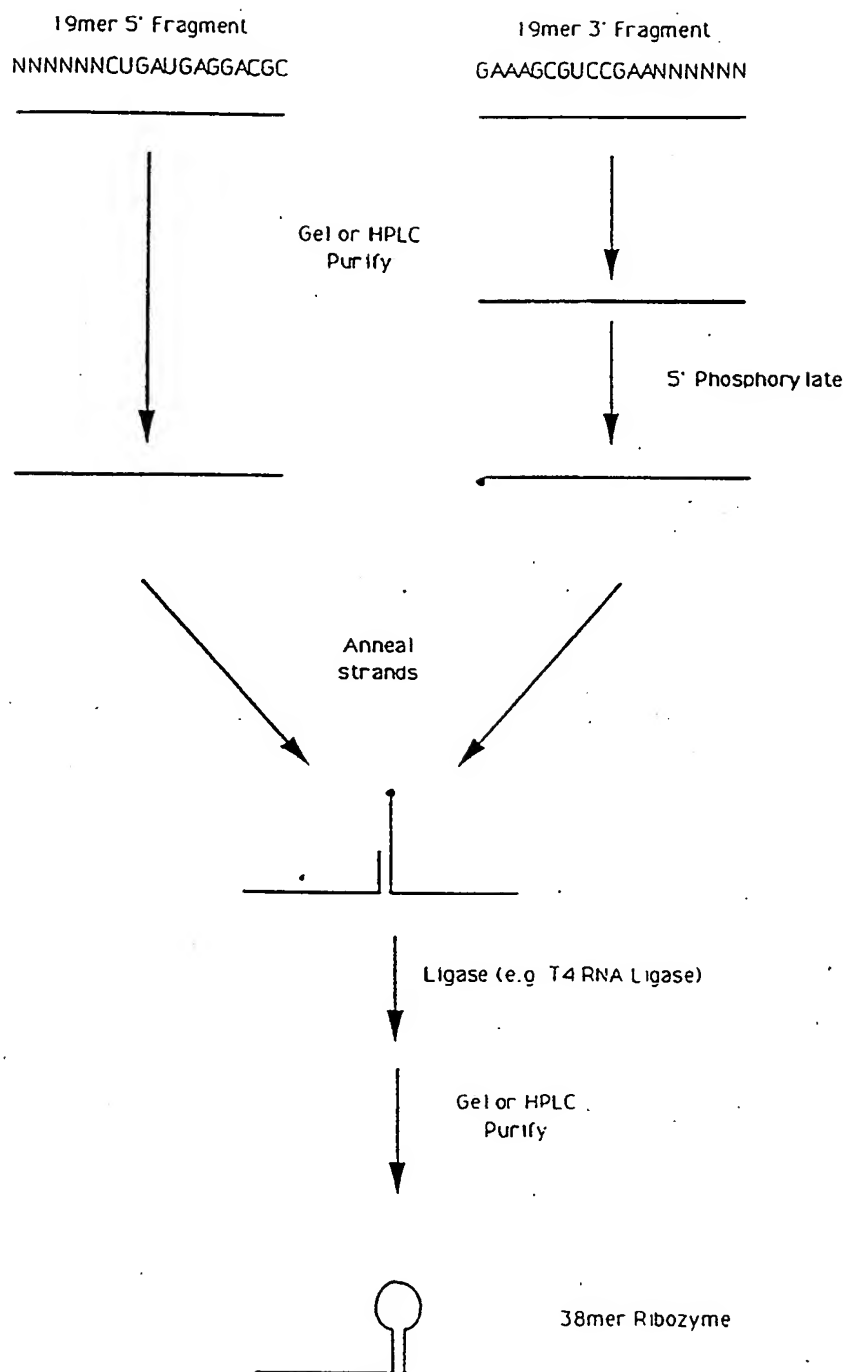 19mer 5' Fragment
NNNNNNCUGAUGAGGACGC
19mer 3' Fragment
GAAAGCGUCCGAANNNNNN
Gel or HPLC
Purify
5' Phosphorylate
Anneal
strands
Ligase (e.g T4 RNA Ligase)
Gel or HPLC
Purify
38mer Ribozyme